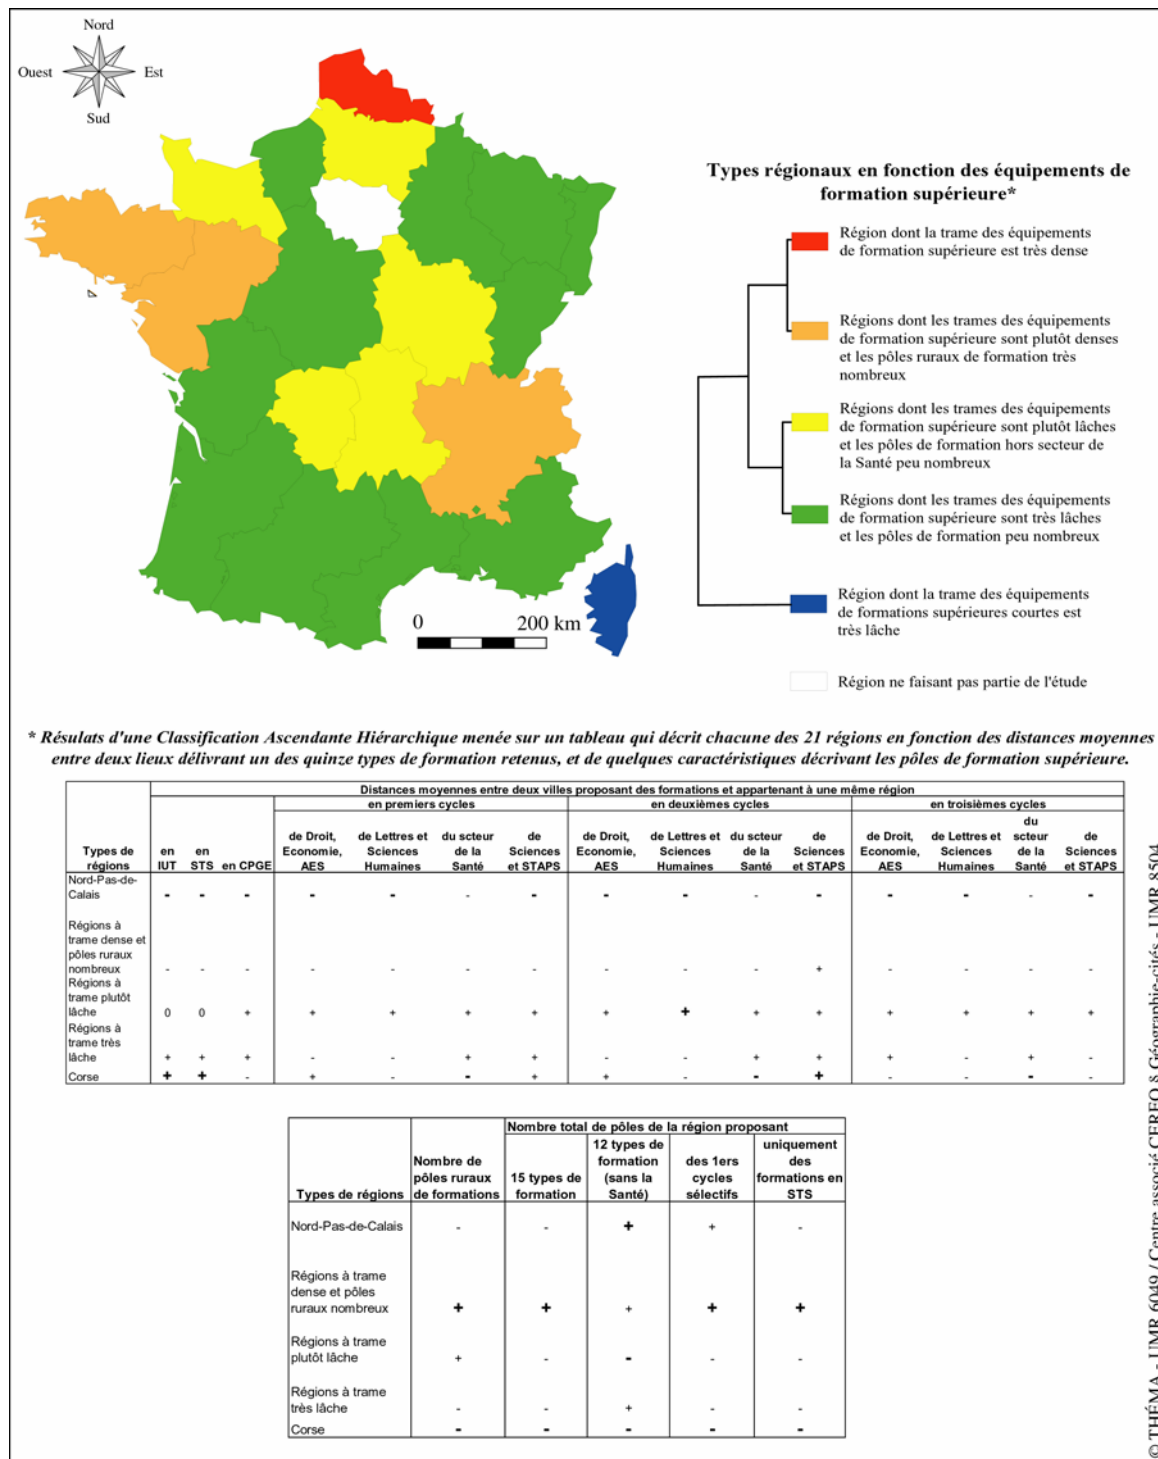 Nord
Ouest
Est
Sud
Types régionaux en fonction des équipements de
formation supérieure*
Région dont la trame des équipements
de formation supérieure est très dense
Régions dont les trames des équipements
de formation supérieure sont plutôt denses
et les pôles ruraux de formation très
nombreux
Régions dont les trames des équipements
de formation supérieure sont plutôt lâches
et les pôles de formation hors secteur de
la Santé peu nombreux
Régions dont les trames des équipements
de formation supérieure sont très lâches
et les pôles de formation peu nombreux
Région dont la trame des équipements
de formations supérieures courtes est
très lâche
Région ne faisant pas partie de l'étude
0 200 km
* Résulats d'une Classification Ascendante Hiérarchique menée sur un tableau qui décrit chacune des 21 régions en fonction des distances moyennes
entre deux lieux délivrant un des quinze types de formation retenus, et de quelques caractéristiques décrivant les pôles de formation supérieure.
Distances moyennes entre deux villes proposant des formations et appartenant à une même région
en premiers cycles en deuxièmes cycles en troisièmes cycles
Types de régions en IUT en STS en CPGE de Droit, Economie, AES de Lettres et Sciences Humaines du scteur de la Santé de Sciences et STAPS de Droit, Economie, AES de Lettres et Sciences Humaines du scteur de la Santé de Sciences et STAPS de Droit, Economie, AES de Lettres et Sciences Humaines du scteur de la Santé de Sciences et STAPS
Nord-Pas-de-
Calais - - - - - - - - - - - - - - -
Régions à
trame dense et
pôles ruraux
nombreux - - - - - - - - - - + - - - -
Régions à
trame plutôt
lâche 0 0 + + + + + + + + + + + + +
Régions à
trame très
lâche + + + - - + + - - + + + - + -
Corse + + - + - - + + - - + - - - -
Nombre total de pôles de la région proposant
Types de régions Nombre de pôles ruraux de formations 15 types de formation 12 types de formation (sans la Santé) des 1ers cycles sélectifs uniquement des formations en STS
Nord-Pas-de-Calais - - + + -
Régions à trame
dense et pôles
ruraux nombreux + + + + +
Régions à trame
plutôt lâche + - - - -
Régions à trame
très lâche - - + - -
Corse - - - - -
© THÉMA - UMR 6049 / Centre associé CEREQ & Géographie-cités - UMR 8504